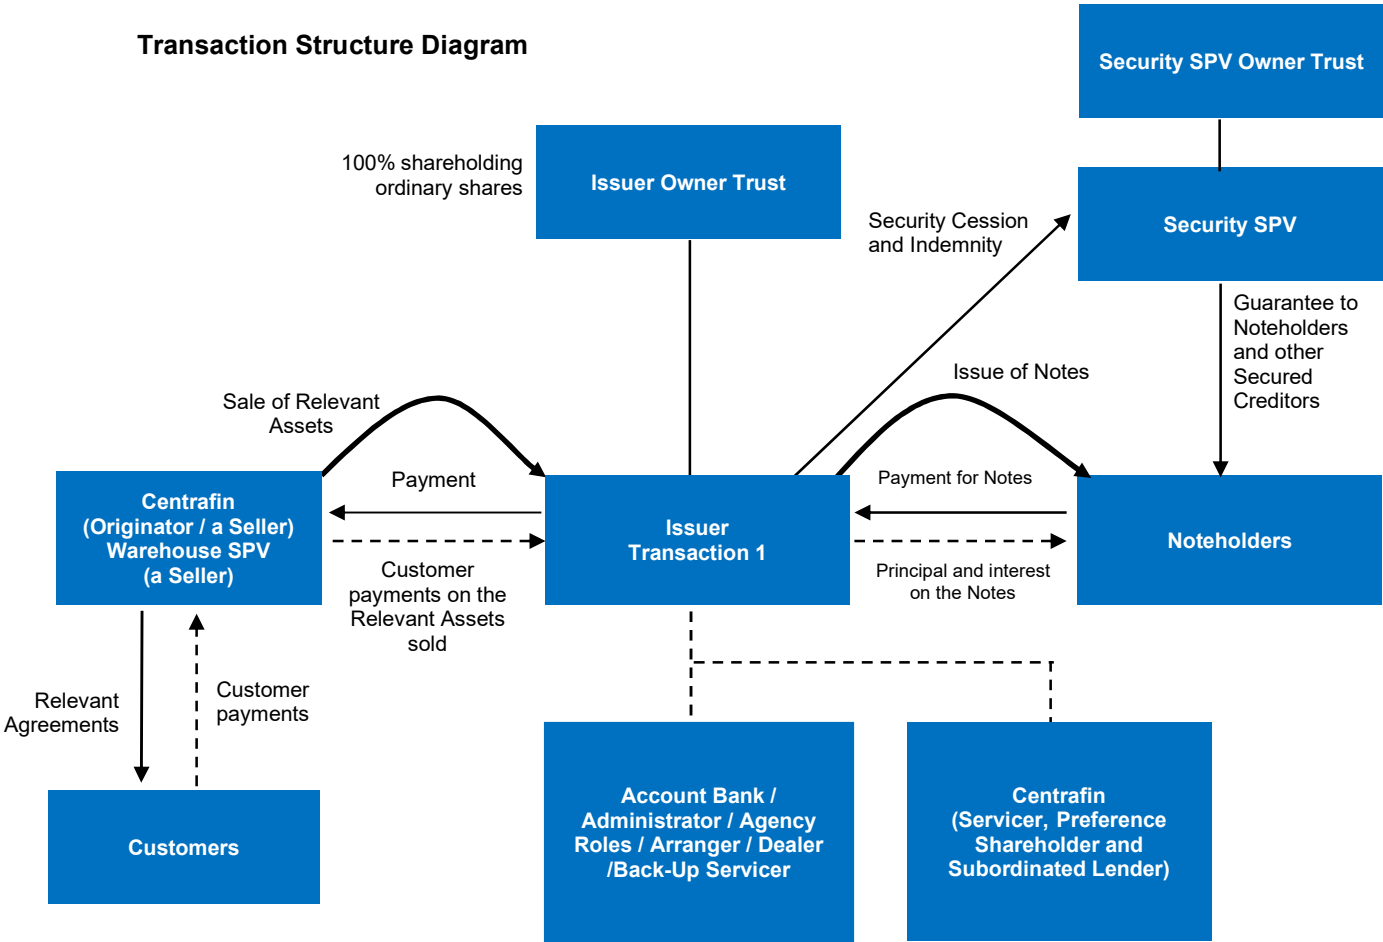 Transaction Structure Diagram
Security SPV Owner Trust
100% shareholding
ordinary shares
Issuer Owner Trust
Security Cession
and Indemnity
Security SPV
Guarantee to
Noteholders
and other
Secured
Creditors
Issue of Notes
Sale of Relevant
Assets
Payment
Payment for Notes
Centrafin
(Originator / a Seller)
Warehouse SPV
(a Seller)
Issuer
Transaction 1
Noteholders
Customer
payments on the
Relevant Assets
sold
Principal and interest
on the Notes
Relevant
Agreements
Customer
payments
Customers
Account Bank /
Administrator / Agency
Roles / Arranger / Dealer
/Back-Up Servicer
Centrafin
(Servicer, Preference
Shareholder and
Subordinated Lender)